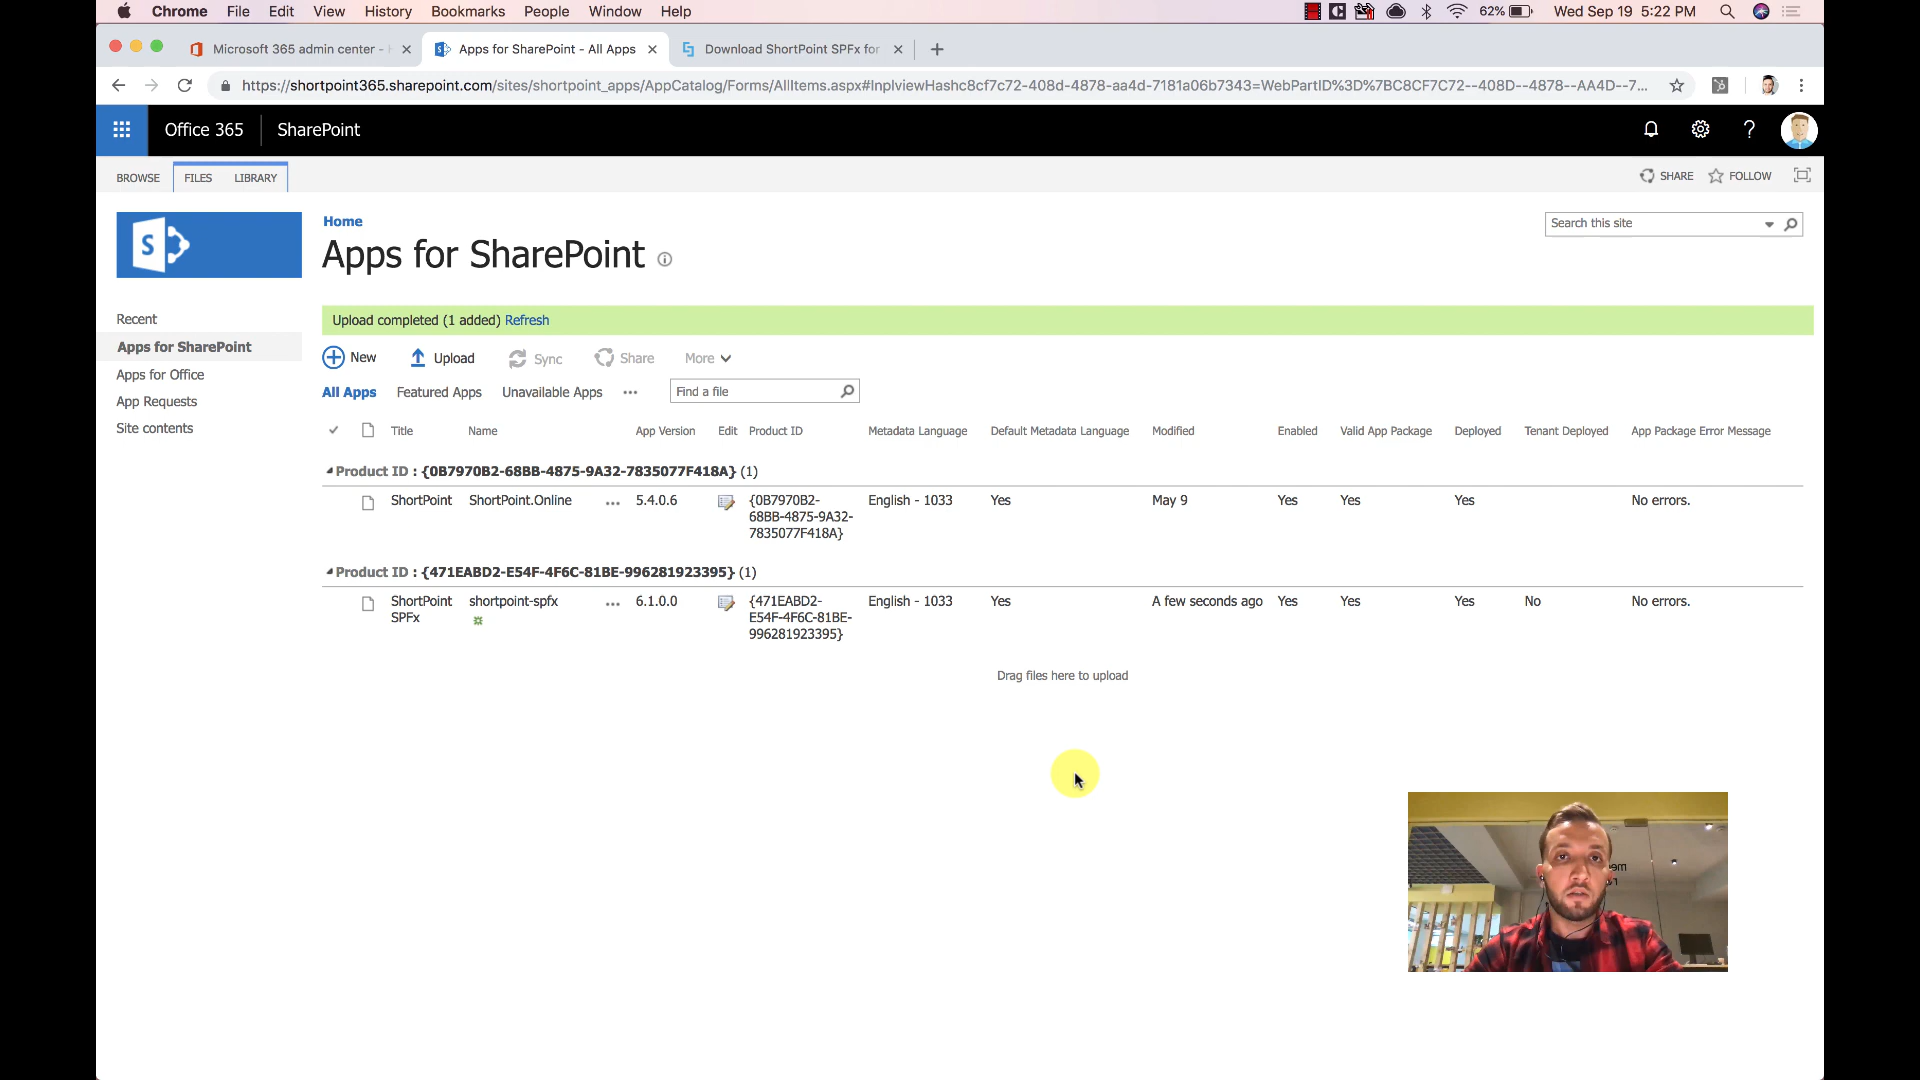 Chrome File Edit View History Bookmarks People Window Help 62% Wed Sep 19 5:22 PM
Microsoft 365 admin center - Apps for SharePoint - All Apps Download ShortPoint SPFx for
https://shortpoint365.sharepoint.com/sites/shortpoint_apps/AppCatalog/Forms/AllItems.aspx#InplviewHashc8cf7c72-408d-4878-aa4d-7181a06b7343=WebPartID%3D%7BC8CF7C72--408D--4878--AA4D--7...
Office 365 SharePoint
BROWSE FILES LIBRARY SHARE FOLLOW
Home
Search this site
Apps for SharePoint
Recent
Apps for SharePoint
Apps for Office
App Requests
Site contents
Upload completed (1 added) Refresh
New Upload Sync Share More
All Apps Featured Apps Unavailable Apps ... Find a file
Title Name App Version Edit Product ID Metadata Language Default Metadata Language Modified Enabled Valid App Package Deployed Tenant Deployed App Package Error Message
Product ID : {0B7970B2-68BB-4875-9A32-7835077F418A} (1)
ShortPoint ShortPoint.Online ... 5.4.0.6 {0B7970B2- English - 1033 Yes May 9 Yes Yes Yes No errors.
68BB-4875-9A32-
7835077F418A}
Product ID : {471EABD2-E54F-4F6C-81BE-996281923395} (1)
ShortPoint shortpoint-spfx ... 6.1.0.0 {471EABD2- English - 1033 Yes A few seconds ago Yes Yes Yes No No errors.
SPFx E54F-4F6C-81BE-
996281923395}
Drag files here to upload